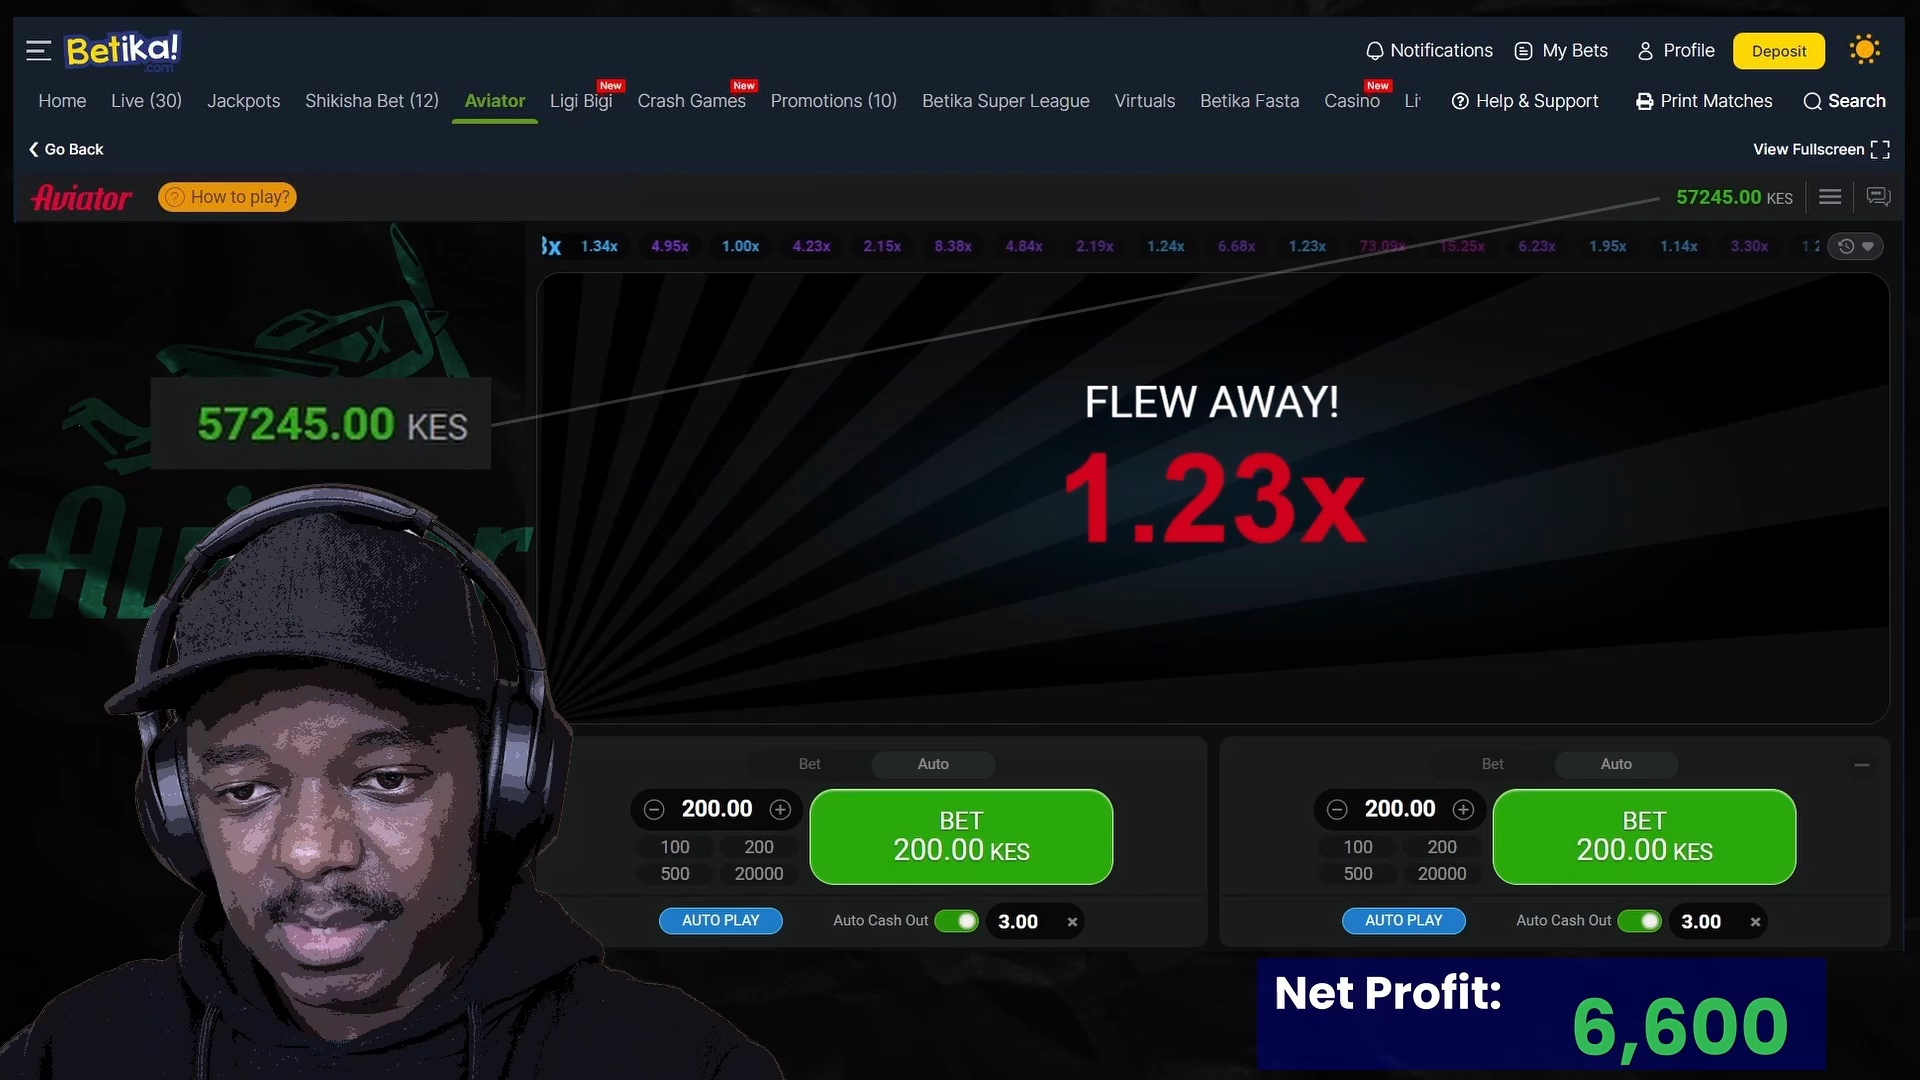 Betika!
.com
Notifications
My Bets
Profile
Deposit
Home
Live (30)
Jackpots
Shikisha Bet (12)
Aviator
Ligi Bigi
New
Crash Games
New
Promotions (10)
Betika Super League
Virtuals
Betika Fasta
Casino
New
Li
Help & Support
Print Matches
Search
Go Back
View Fullscreen
Aviator
? How to play?
57245.00 KES
3x
1.34x
4.95x
1.00x
4.23x
2.15x
8.38x
4.84x
2.19x
1.24x
6.68x
1.23x
73.09x
15.25x
6.23x
1.95x
1.14x
3.30x
1.2
57245.00 KES
Aviator
FLEW AWAY!
1.23x
Bet
Auto
200.00
100
200
500
20000
BET
200.00 KES
AUTO PLAY
Auto Cash Out
3.00
Bet
Auto
200.00
100
200
500
20000
BET
200.00 KES
AUTO PLAY
Auto Cash Out
3.00
Net Profit:
6,600